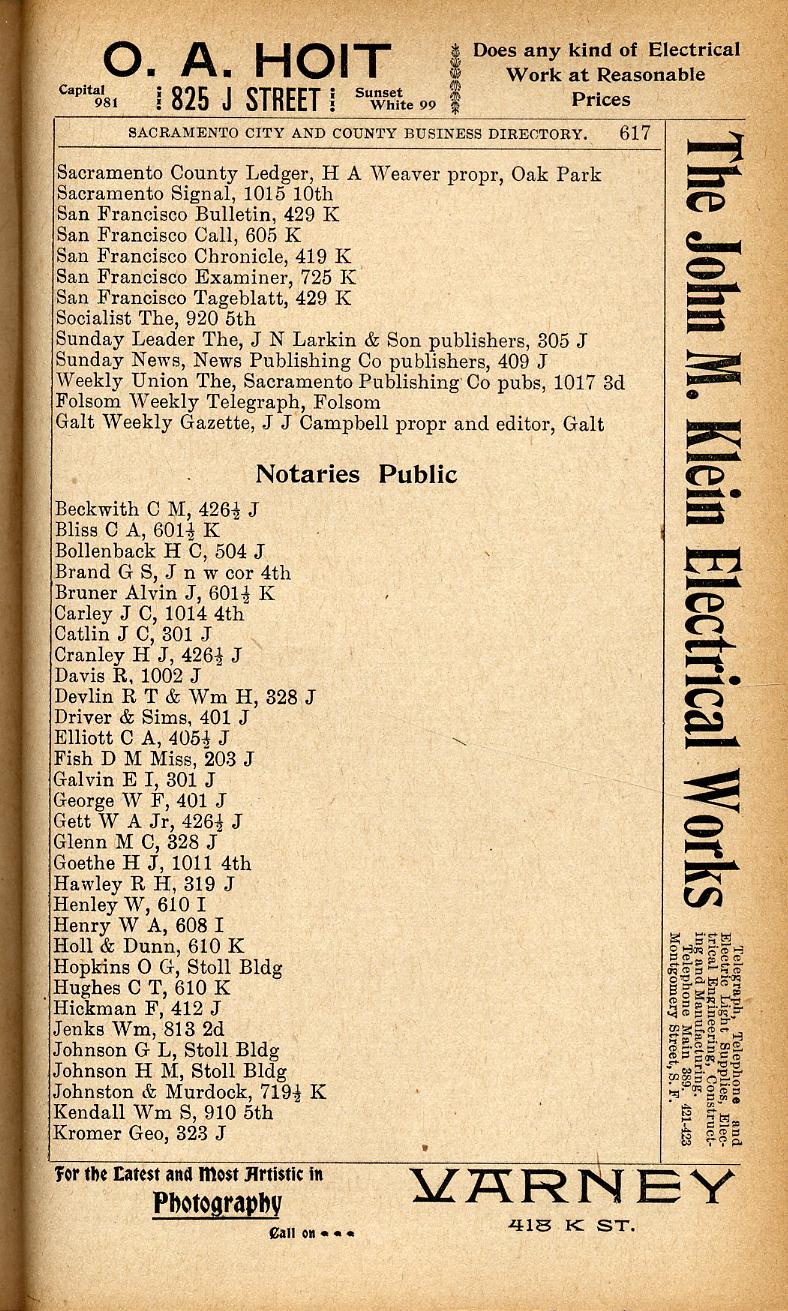 O. A. HOIT
Capital 981
825 J STREET
Sunset White 99
Does any kind of Electrical
Work at Reasonable
Prices
SACRAMENTO CITY AND COUNTY BUSINESS DIRECTORY. 617
Sacramento County Ledger, H A Weaver propr, Oak Park
Sacramento Signal, 1015 10th
San Francisco Bulletin, 429 K
San Francisco Call, 605 K
San Francisco Chronicle, 419 K
San Francisco Examiner, 725 K
San Francisco Tageblatt, 429 K
Socialist The, 920 5th
Sunday Leader The, J N Larkin & Son publishers, 305 J
Sunday News, News Publishing Co publishers, 409 J
Weekly Union The, Sacramento Publishing Co pubs, 1017 3d
Folsom Weekly Telegraph, Folsom
Galt Weekly Gazette, J J Campbell propr and editor, Galt
Notaries Public
Beckwith C M, 426½ J
Bliss C A, 601½ K
Bollenback H C, 504 J
Brand G S, J n w cor 4th
Bruner Alvin J, 601½ K
Carley J C, 1014 4th
Catlin J C, 301 J
Cranley H J, 426½ J
Davis R, 1002 J
Devlin R T & Wm H, 328 J
Driver & Sims, 401 J
Elliott C A, 405½ J
Fish D M Miss, 203 J
Galvin E I, 301 J
George W F, 401 J
Gett W A Jr, 426½ J
Glenn M C, 328 J
Goethe H J, 1011 4th
Hawley R H, 319 J
Henley W, 610 I
Henry W A, 608 I
Holl & Dunn, 610 K
Hopkins O G, Stoll Bldg
Hughes C T, 610 K
Hickman F, 412 J
Jenks Wm, 813 2d
Johnson G L, Stoll Bldg
Johnson H M, Stoll Bldg
Johnston & Murdock, 719½ K
Kendall Wm S, 910 5th
Kromer Geo, 323 J
The John M. Klein Electrical Works
Telegraph, Telephone and
Electric Light Supplies, Elec-
trical Engineering, Construct-
ing and Manufacturing.
Telephone Main 389. 421-423
Montgomery Street, S. F.
For the Latest and Most Artistic in
Photography
Call on • • •
VARNEY
418 K ST.